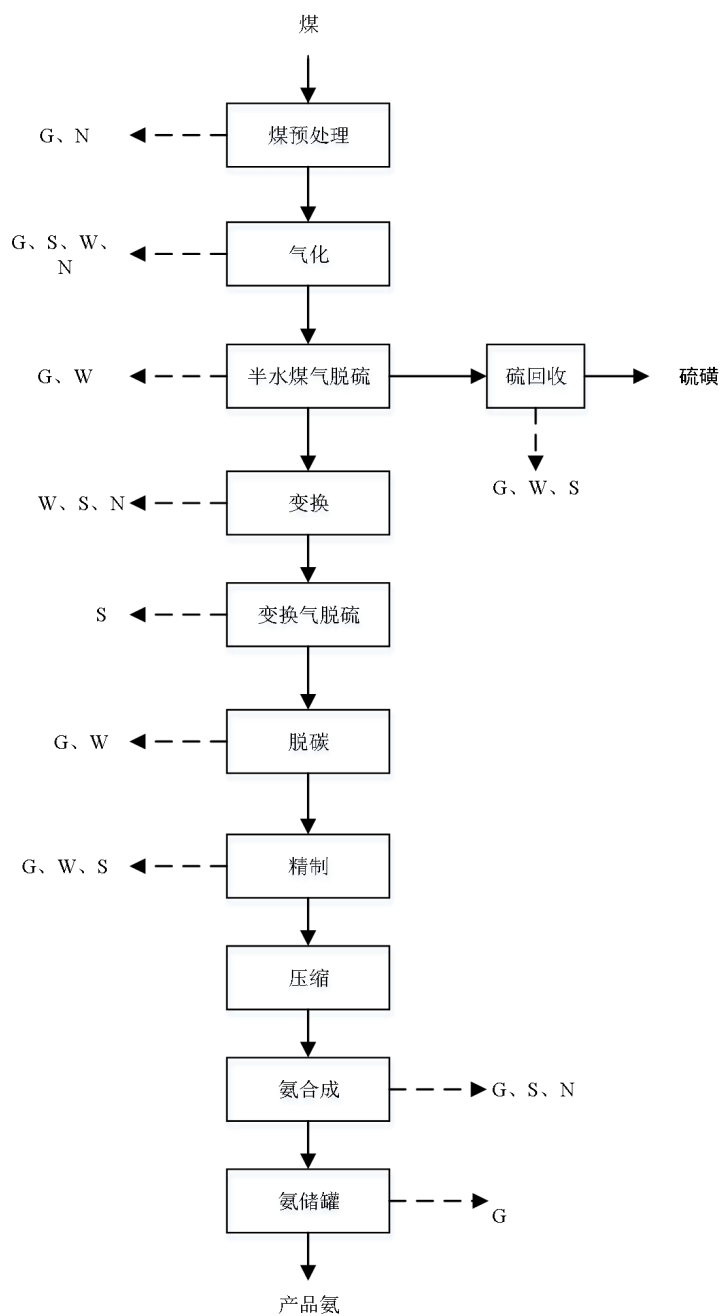 煤
G、N
煤预处理
G、S、W、
N
气化
G、W
半水煤气脱硫
硫回收
硫磺
G、W、S
W、S、N
变换
S
变换气脱硫
G、W
脱碳
G、W、S
精制
压缩
氨合成
G、S、N
氨储罐
G
产品氨